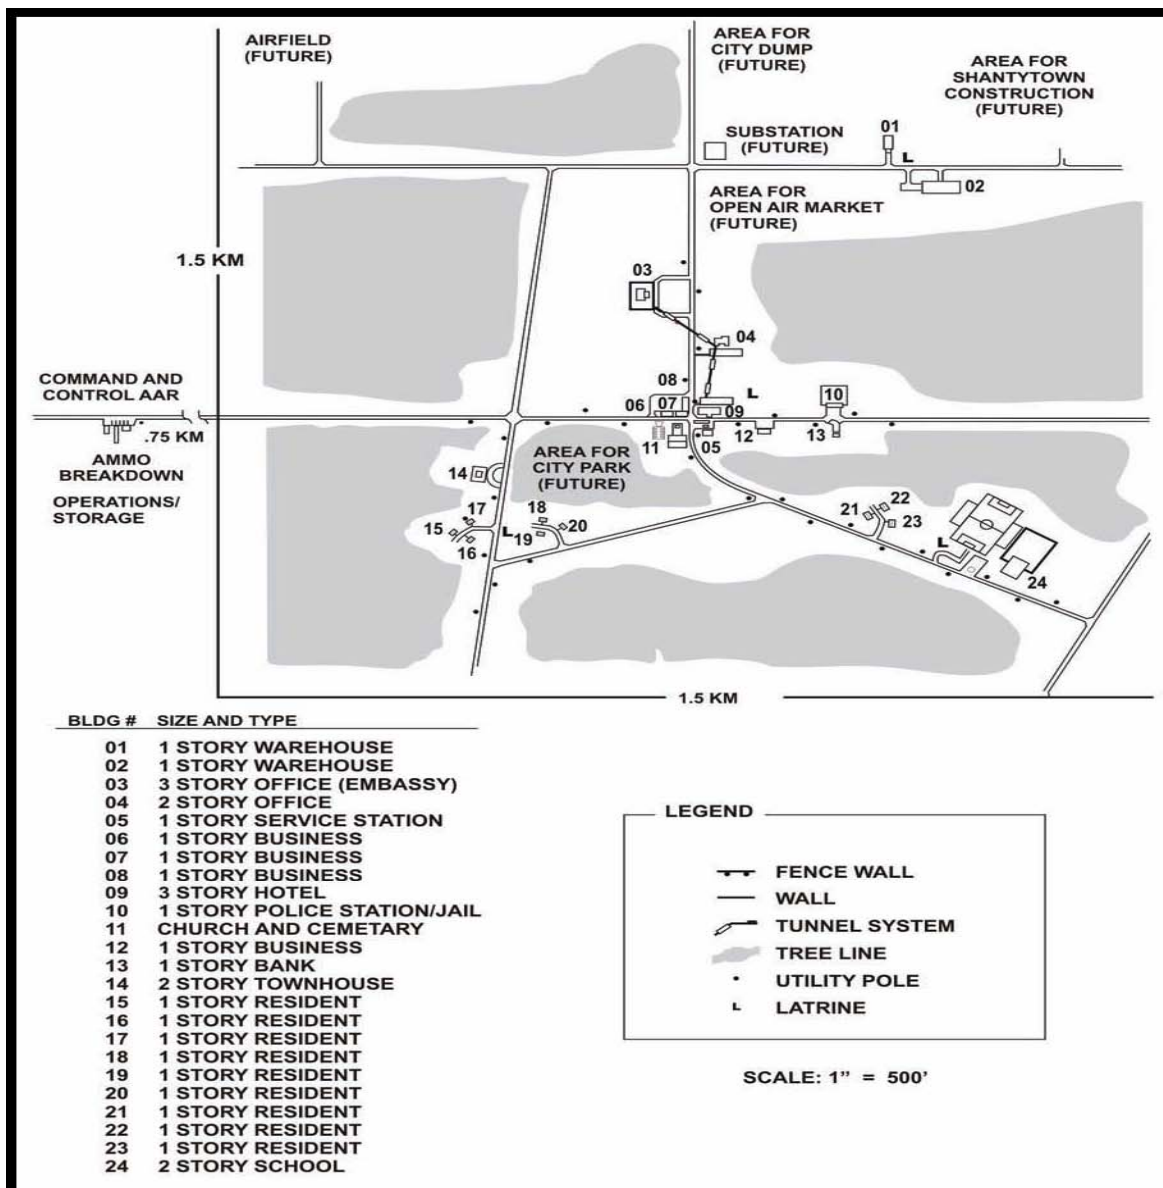 AIRFIELD
(FUTURE)
AREA FOR
CITY DUMP
(FUTURE)
AREA FOR
SHANTYTOWN
CONSTRUCTION
(FUTURE)
SUBSTATION
(FUTURE)
01
L
02
AREA FOR
OPEN AIR MARKET
(FUTURE)
1.5 KM
03
04
COMMAND AND
CONTROL AAR
08
06
07
L
09
10
.75 KM
11
05
12
13
AMMO
BREAKDOWN
OPERATIONS/
STORAGE
AREA FOR
CITY PARK
(FUTURE)
14
17
15
16
L
18
19
20
21
22
23
L
24
1.5 KM
BLDG # SIZE AND TYPE
01 1 STORY WAREHOUSE
02 1 STORY WAREHOUSE
03 3 STORY OFFICE (EMBASSY)
04 2 STORY OFFICE
05 1 STORY SERVICE STATION
06 1 STORY BUSINESS
07 1 STORY BUSINESS
08 1 STORY BUSINESS
09 3 STORY HOTEL
10 1 STORY POLICE STATION/JAIL
11 CHURCH AND CEMETARY
12 1 STORY BUSINESS
13 1 STORY BANK
14 2 STORY TOWNHOUSE
15 1 STORY RESIDENT
16 1 STORY RESIDENT
17 1 STORY RESIDENT
18 1 STORY RESIDENT
19 1 STORY RESIDENT
20 1 STORY RESIDENT
21 1 STORY RESIDENT
22 1 STORY RESIDENT
23 1 STORY RESIDENT
24 2 STORY SCHOOL
LEGEND
FENCE WALL
WALL
TUNNEL SYSTEM
TREE LINE
UTILITY POLE
L LATRINE
SCALE: 1” = 500’